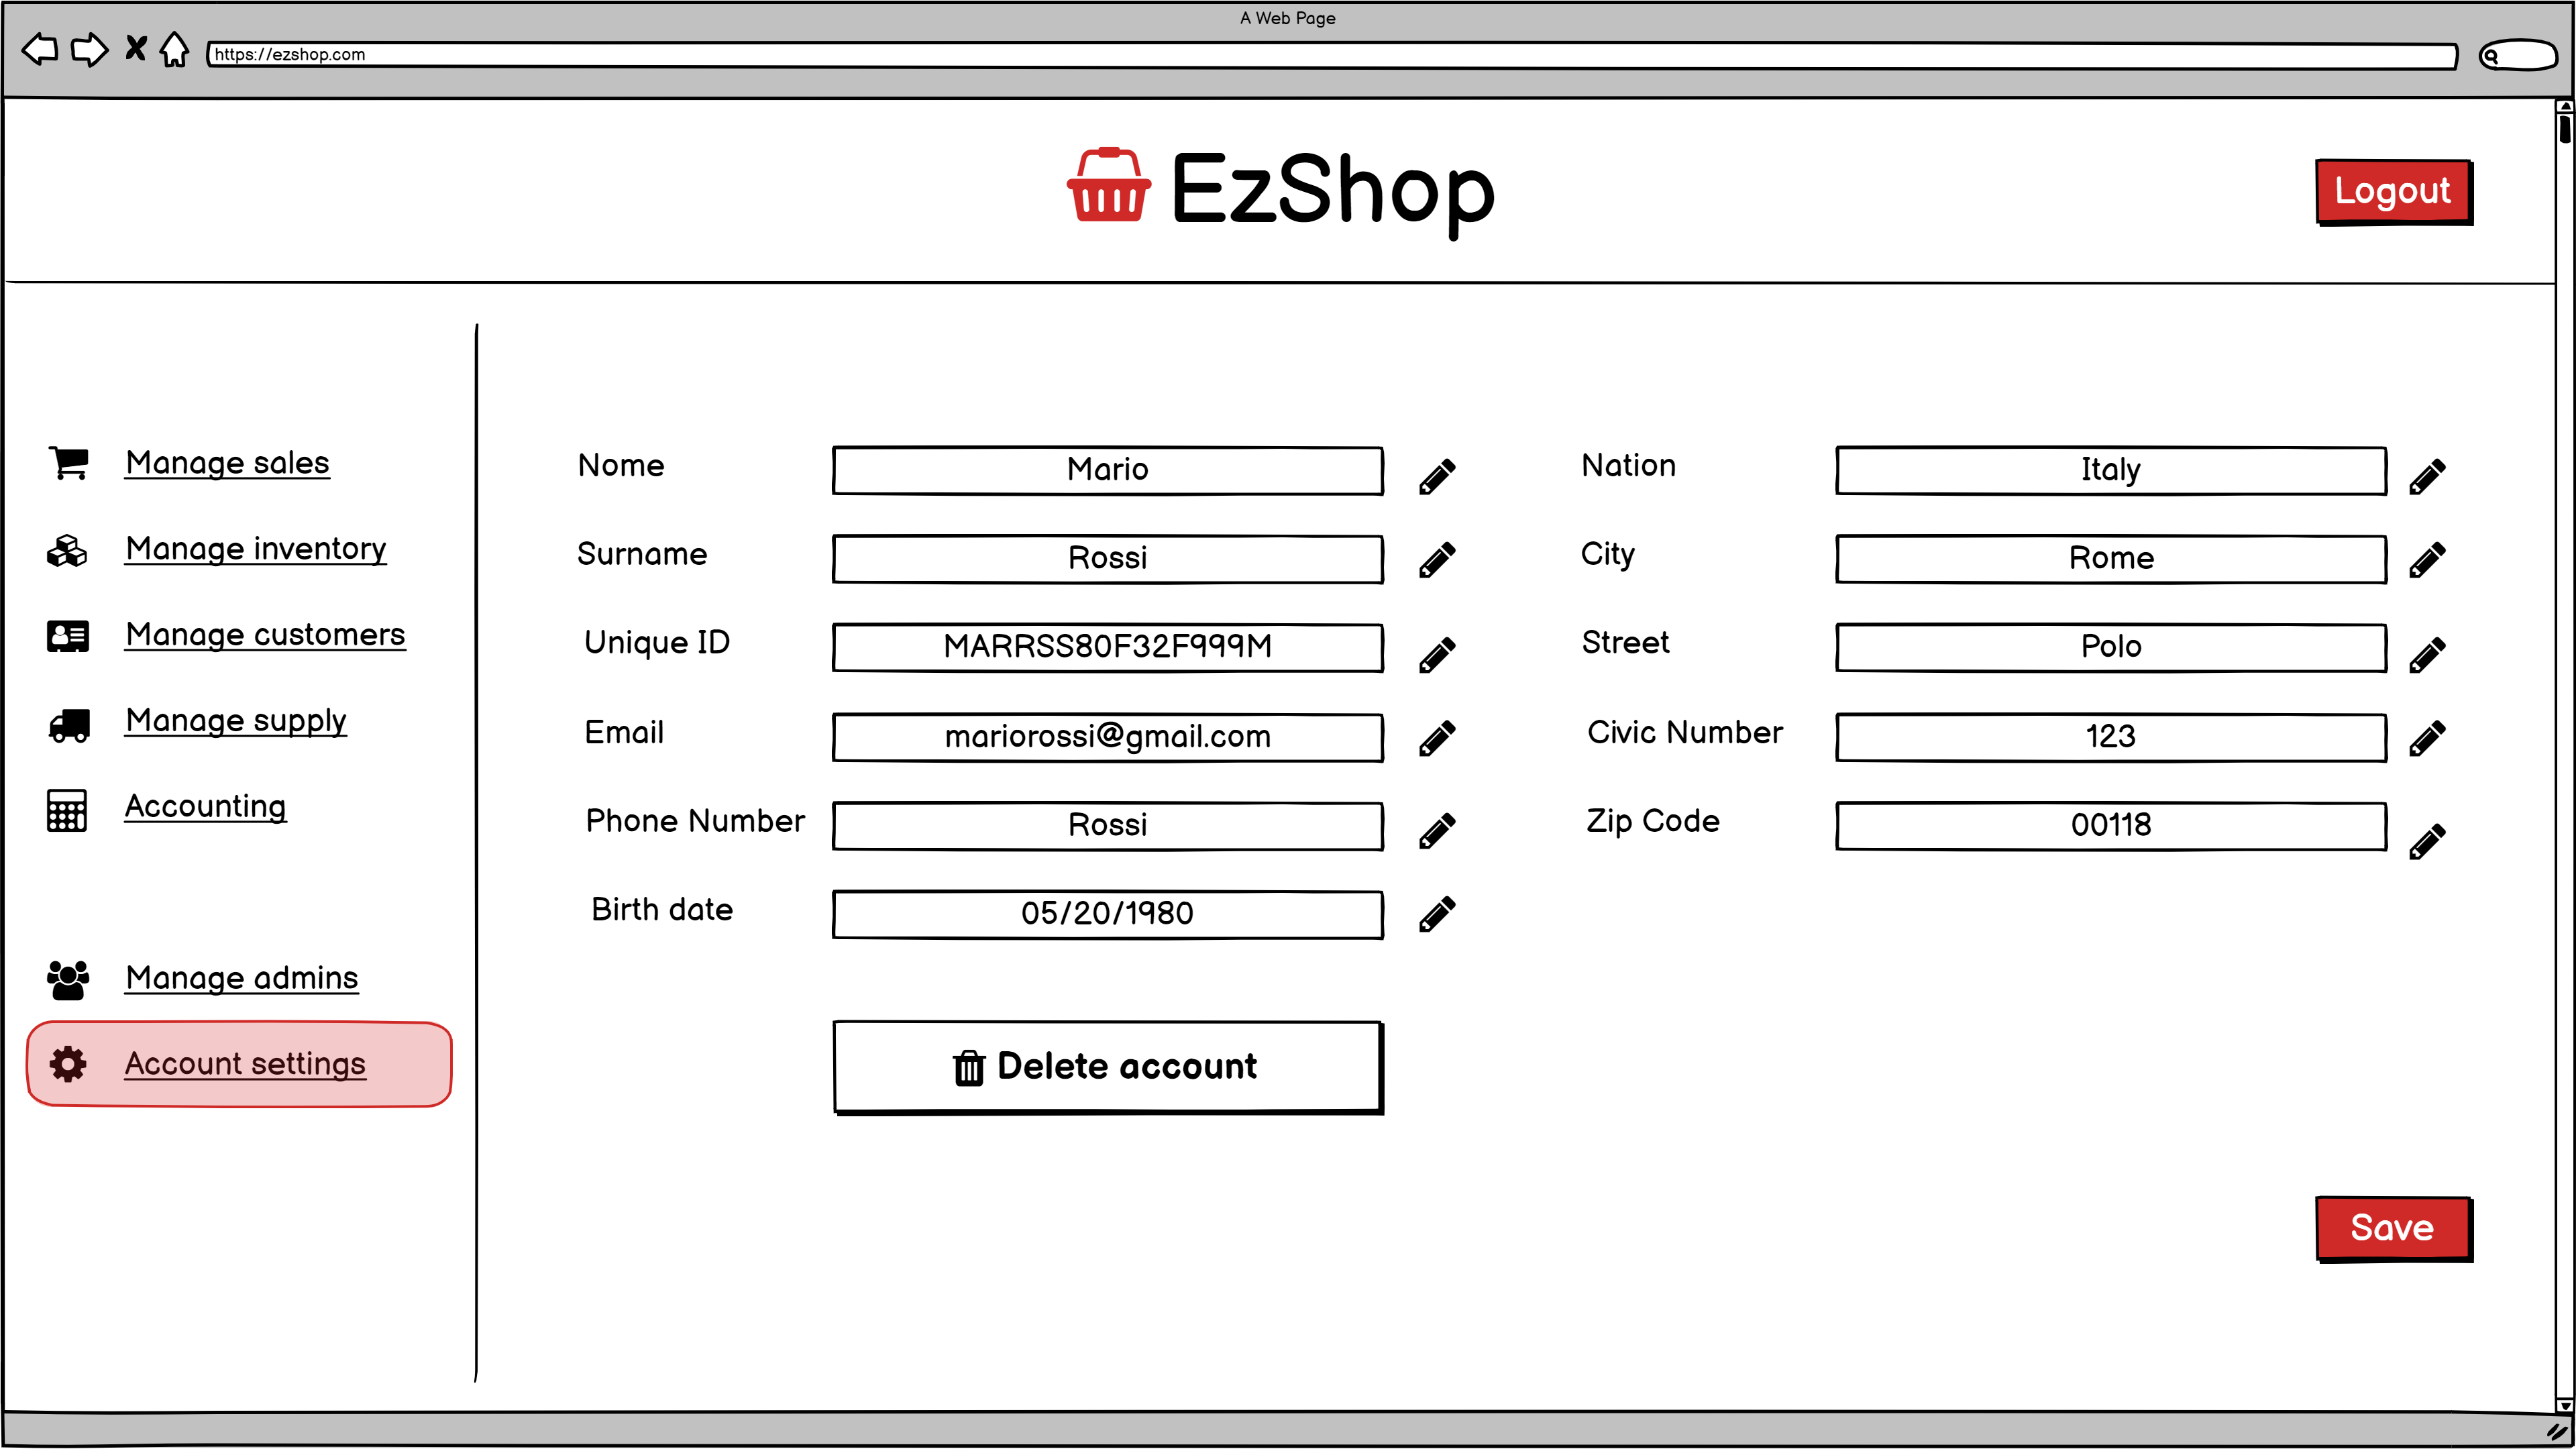 A Web Page
https://ezshop.com
EzShop
Logout
Manage sales
Manage inventory
Manage customers
Manage supply
Accounting
Manage admins
Account settings
Nome Mario
Surname Rossi
Unique ID MARRSS80F32F999M
Email mariorossi@gmail.com
Phone Number Rossi
Birth date 05/20/1980
Delete account
Nation Italy
City Rome
Street Polo
Civic Number 123
Zip Code 00118
Save